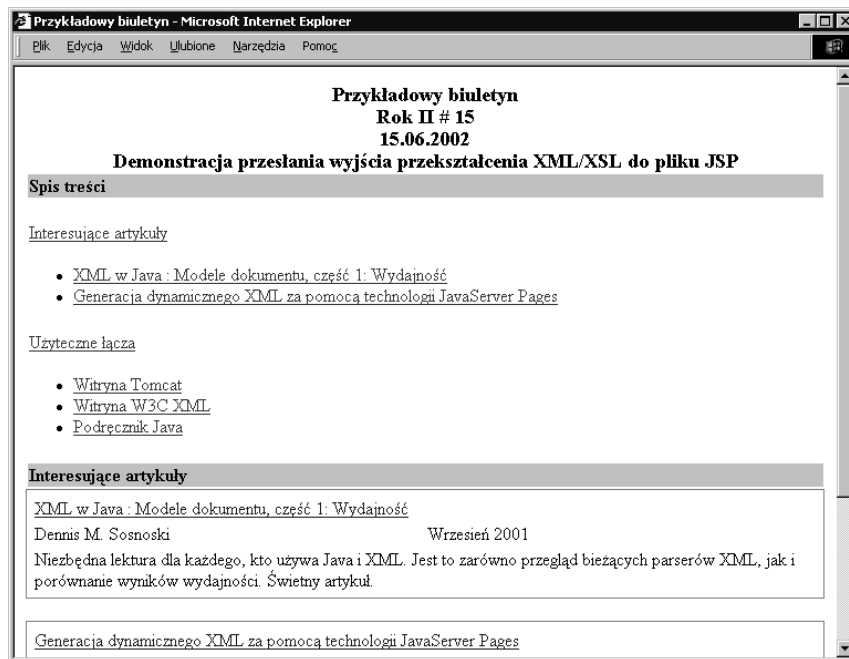 Przykładowy biuletyn - Microsoft Internet Explorer
Plik Edycja Widok Ulubione Narzędzia Pomoc
Przykładowy biuletyn
Rok II # 15
15.06.2002
Demonstracja przesłania wyjścia przekształcenia XML/XSL do pliku JSP
Spis treści
Interesujące artykuły
XML w Java : Modele dokumentu, część 1: Wydajność
Generacja dynamicznego XML za pomocą technologii JavaServer Pages
Użyteczne łącza
Witryna Tomcat
Witryna W3C XML
Podręcznik Java
Interesujące artykuły
XML w Java : Modele dokumentu, część 1: Wydajność
Dennis M. Sosnoski Wrzesień 2001
Niezbędna lektura dla każdego, kto używa Java i XML. Jest to zarówno przegląd bieżących parserów XML, jak i
porównanie wyników wydajności. Świetny artykuł.
Generacja dynamicznego XML za pomocą technologii JavaServer Pages